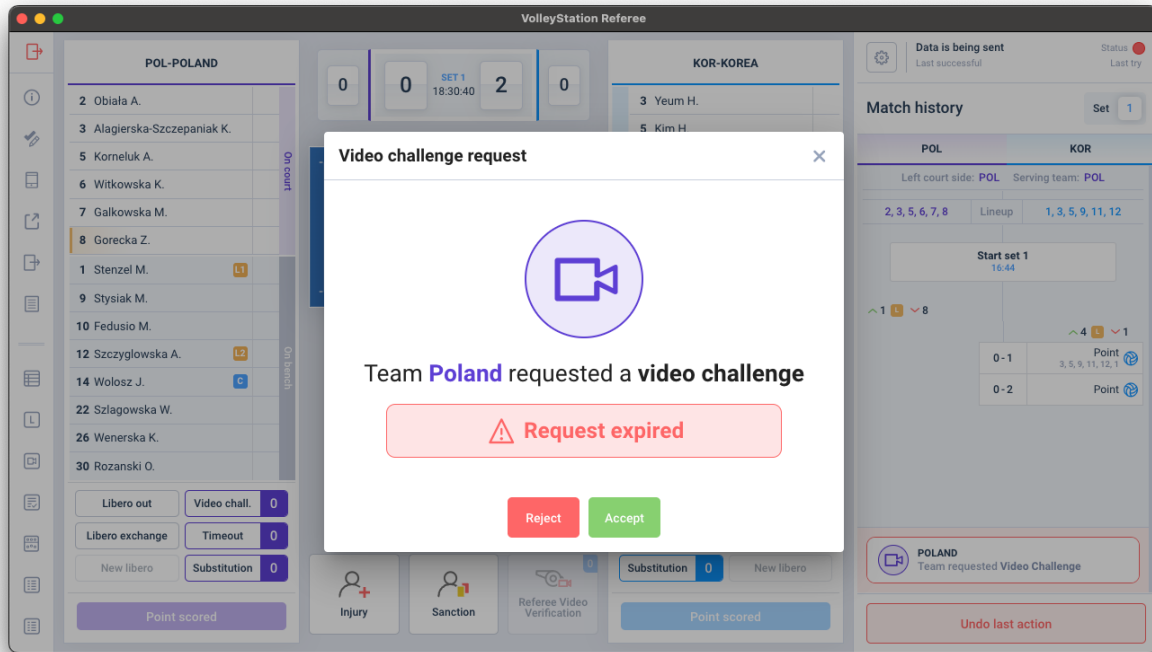 VolleyStation Referee
POL-POLAND
2 Obiała A.
3 Alagierska-Szczepaniak K.
5 Korneluk A.
6 Witkowska K.
7 Galkowska M.
8 Gorecka Z.
On court
1 Stenzel M. L1
9 Stysiak M.
10 Fedusio M.
12 Szczyglowska A. L2
14 Wolosz J. C
22 Szlagowska W.
26 Wenerska K.
30 Rozanski O.
On bench
Libero out
Video chall. 0
Libero exchange
Timeout 0
New libero
Substitution 0
Point scored
0
0
SET 1
18:30:40
2
0
KOR-KOREA
3 Yeum H.
5 Kim H
Video challenge request
Team Poland requested a video challenge
Request expired
Reject
Accept
Injury
Sanction
0
Referee Video
Verification
Substitution 0
New libero
Point scored
Data is being sent
Last successful
Status
Last try
Match history
Set 1
POL
KOR
Left court side: POL Serving team: POL
2, 3, 5, 6, 7, 8
Lineup
1, 3, 5, 9, 11, 12
Start set 1
16:44
1 L 8
4 L 1
0 - 1
Point
3, 5, 9, 11, 12, 1
0 - 2
Point
POLAND
Team requested Video Challenge
Undo last action